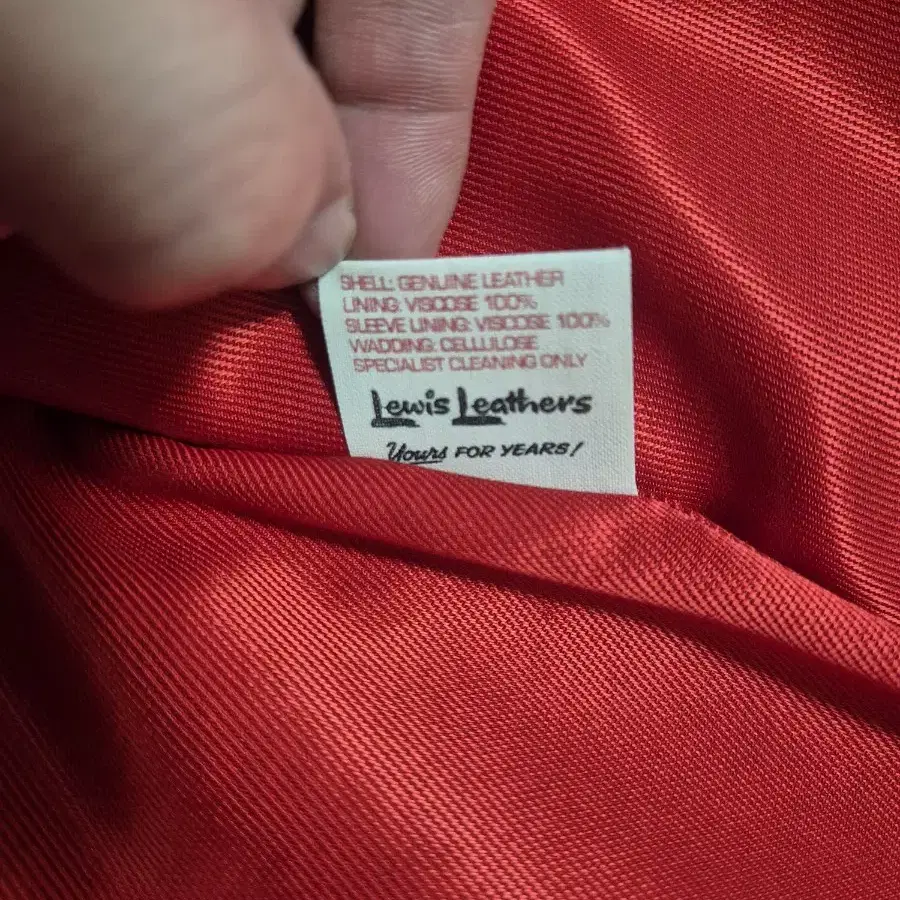 SHELL: GENUINE LEATHER
LINING: VISCOSE 100%
SLEEVE LINING: VISCOSE 100%
WADDING: CELLULOSE
SPECIALIST CLEANING ONLY
Lewis Leathers
Yours FOR YEARS!